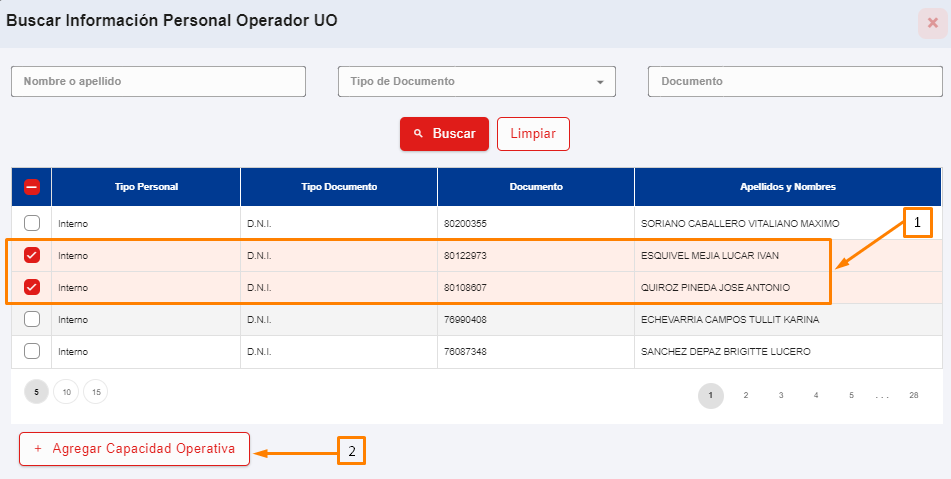 Buscar Información Personal Operador UO
Nombre o apellido Tipo de Documento Documento
Buscar Limpiar
Tipo Personal Tipo Documento Documento Apellidos y Nombres
Interno D.N.I. 80200355 SORIANO CABALLERO VITALIANO MAXIMO
1
Interno D.N.I. 80122973 ESQUIVEL MEJIA LUCAR IVAN
Interno D.N.I. 80108607 QUIROZ PINEDA JOSE ANTONIO
Interno D.N.I. 76990408 ECHEVARRIA CAMPOS TULLIT KARINA
Interno D.N.I. 76087348 SANCHEZ DEPAZ BRIGITTE LUCERO
5 10 15 1 2 3 4 5 ... 28
+ Agregar Capacidad Operativa 2